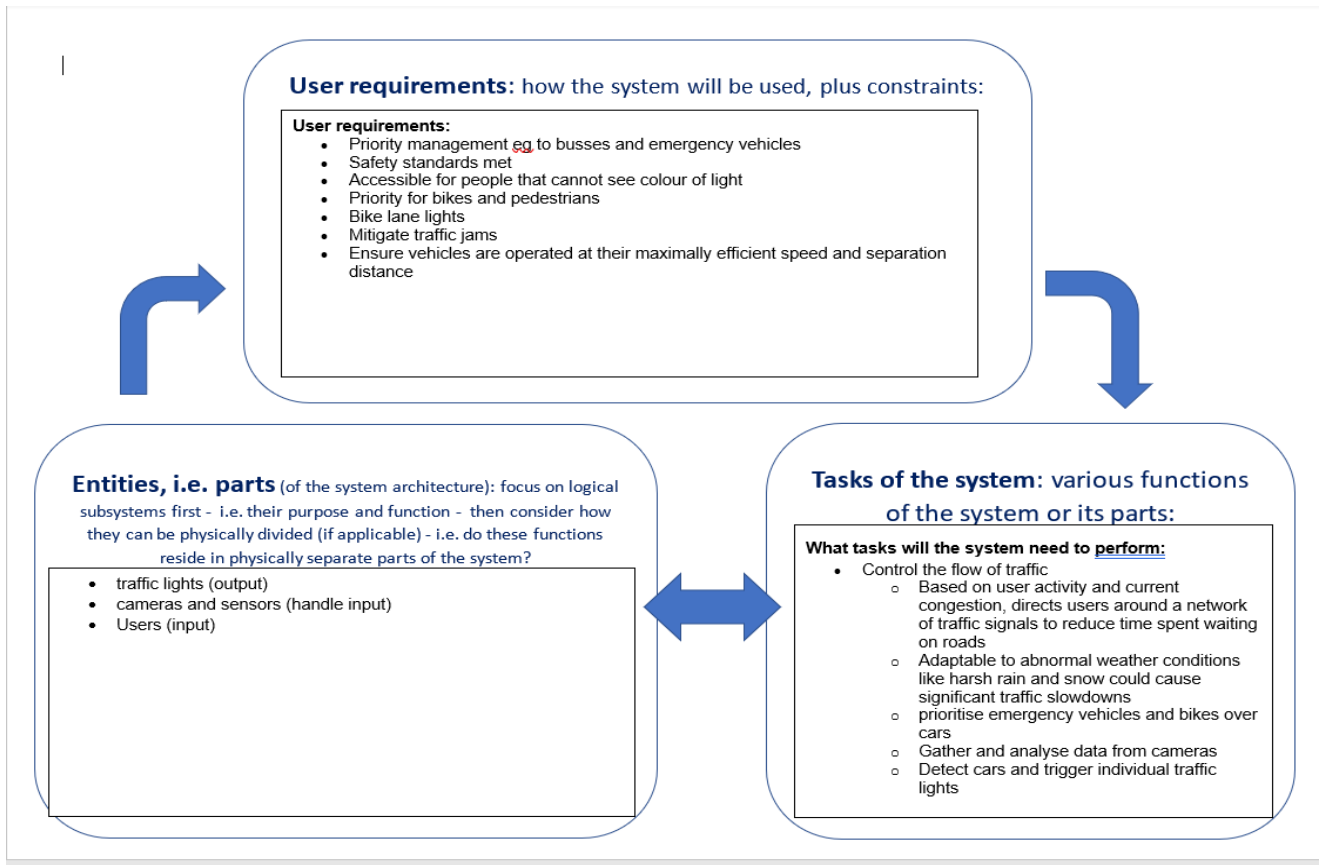 User requirements: how the system will be used, plus constraints:
User requirements:
• Priority management eg to busses and emergency vehicles
• Safety standards met
• Accessible for people that cannot see colour of light
• Priority for bikes and pedestrians
• Bike lane lights
• Mitigate traffic jams
• Ensure vehicles are operated at their maximally efficient speed and separation
distance
Entities, i.e. parts (of the system architecture): focus on logical
subsystems first - i.e. their purpose and function - then consider how
they can be physically divided (if applicable) - i.e. do these functions
reside in physically separate parts of the system?
• traffic lights (output)
• cameras and sensors (handle input)
• Users (input)
Tasks of the system: various functions
of the system or its parts:
What tasks will the system need to perform:
• Control the flow of traffic
o Based on user activity and current
congestion, directs users around a network
of traffic signals to reduce time spent waiting
on roads
o Adaptable to abnormal weather conditions
like harsh rain and snow could cause
significant traffic slowdowns
o prioritise emergency vehicles and bikes over
cars
o Gather and analyse data from cameras
o Detect cars and trigger individual traffic
lights